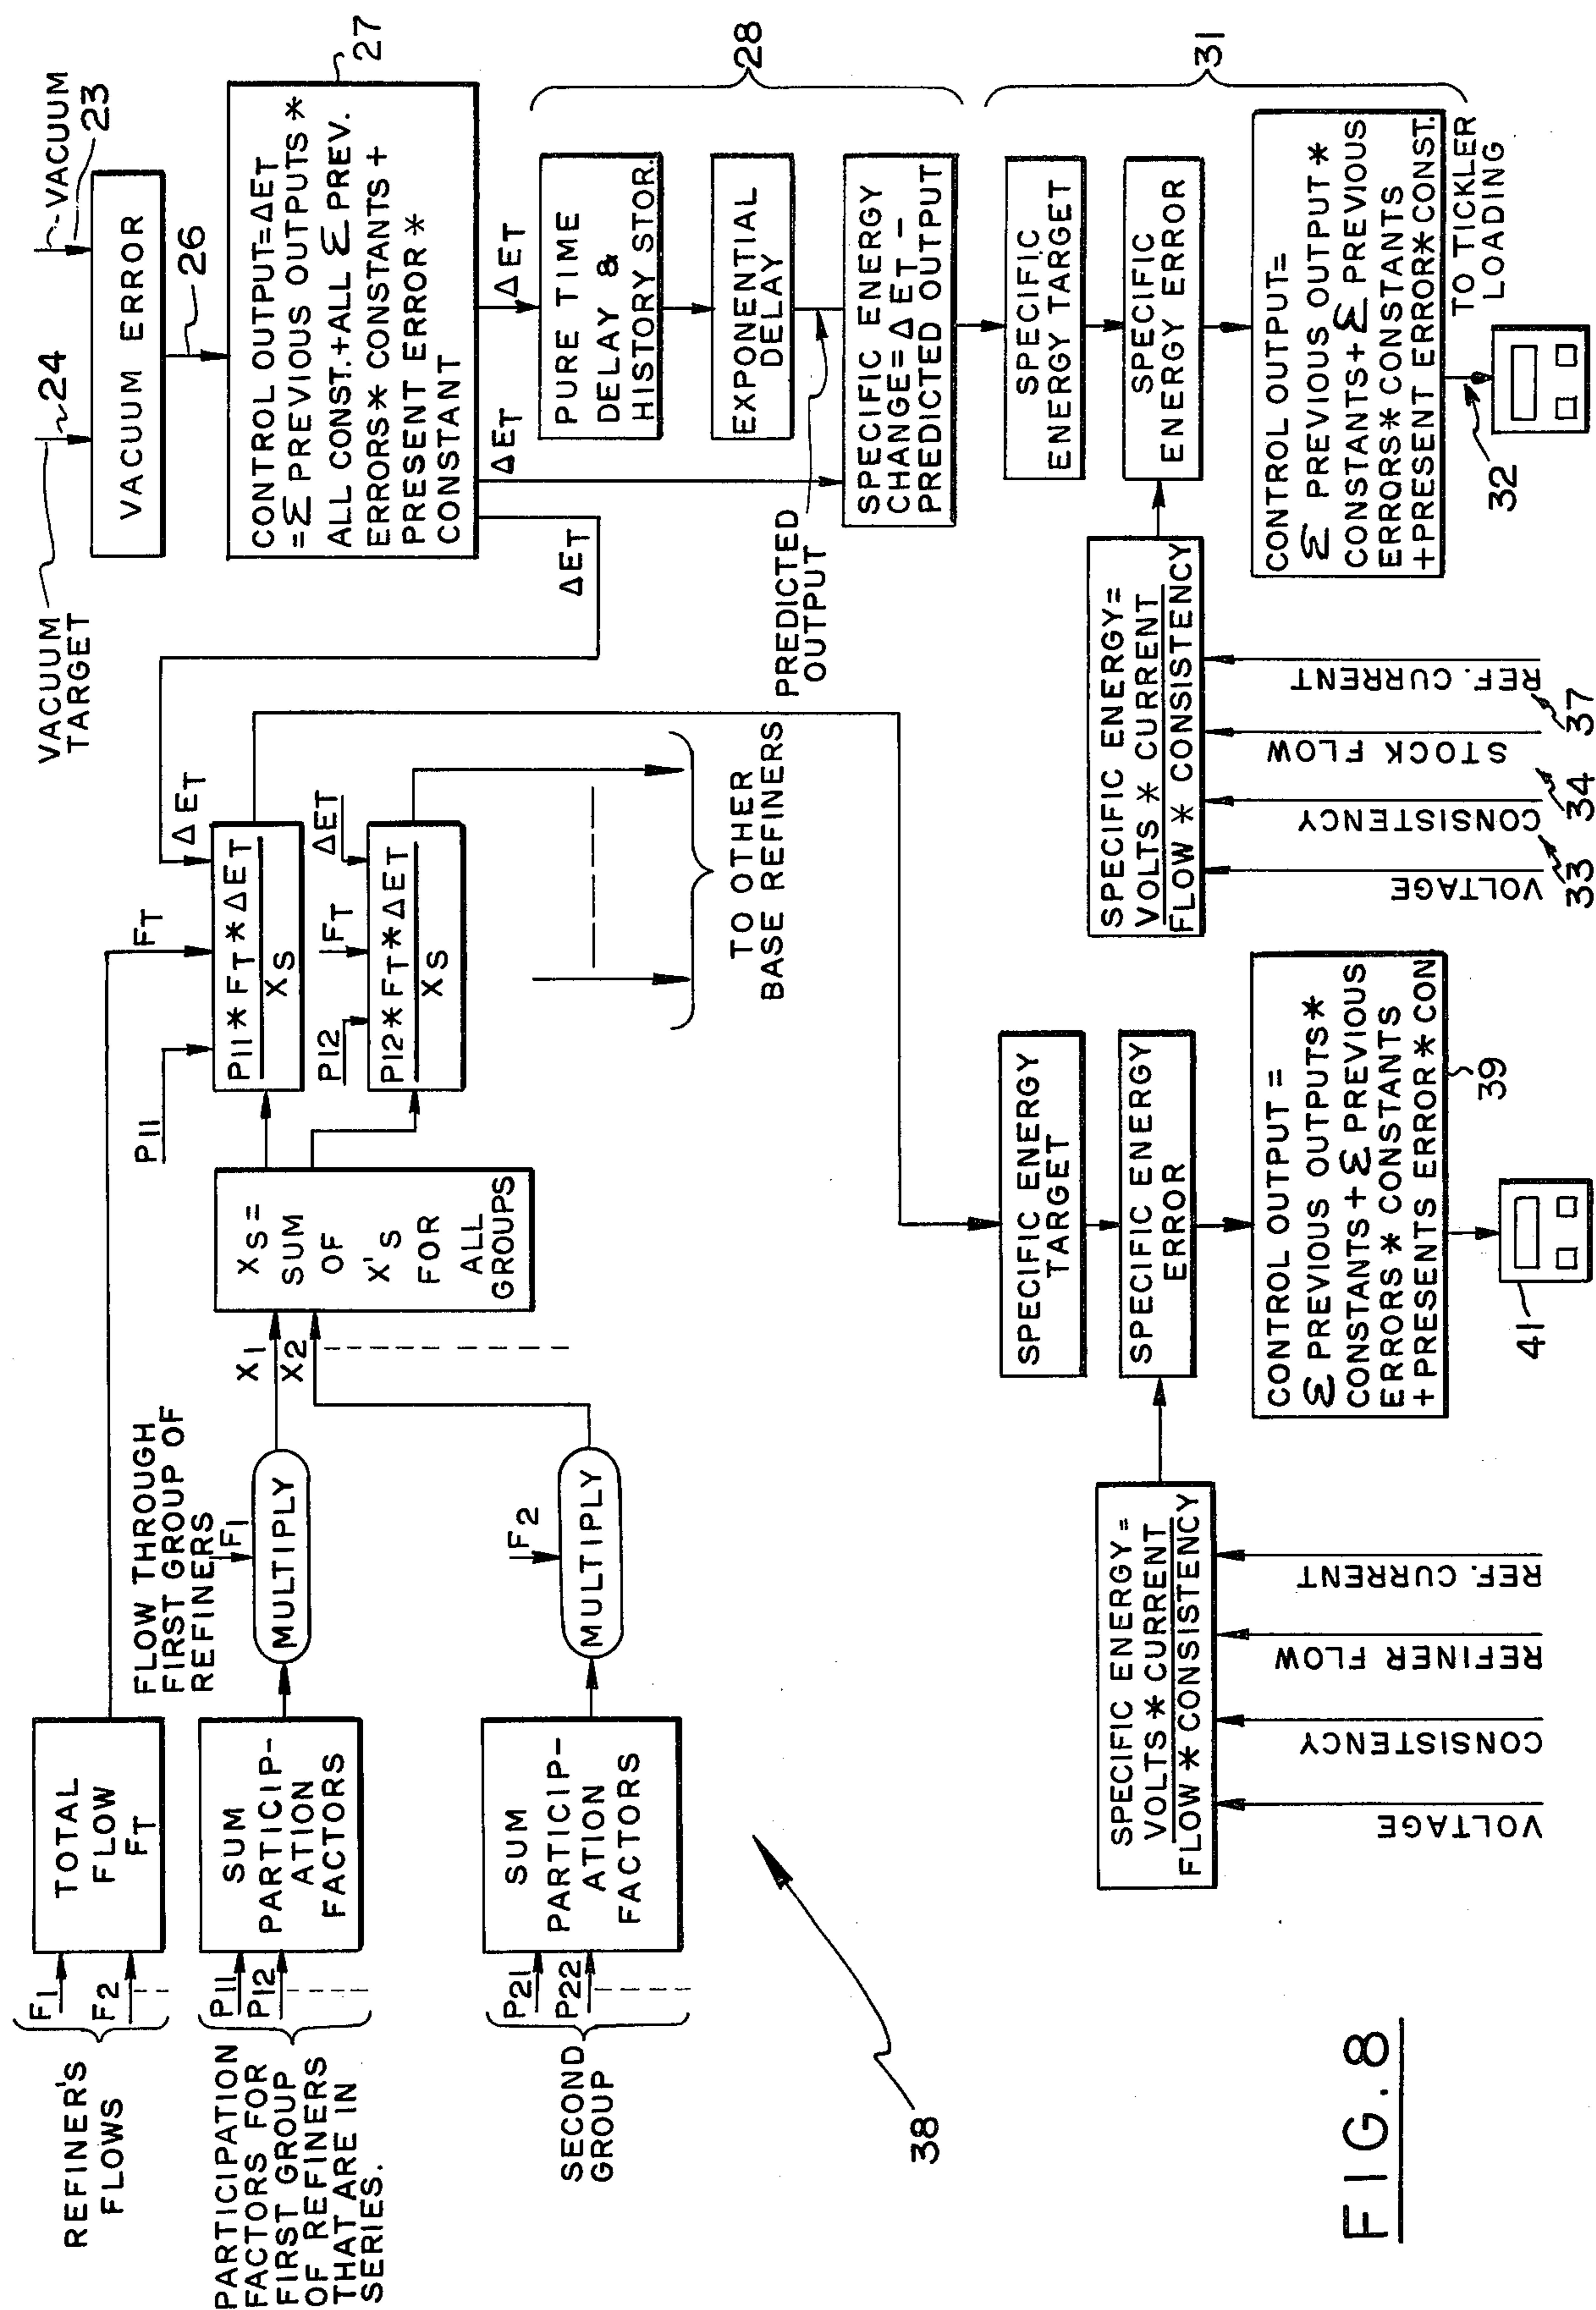 REFINER'S
FLOWS
F1
F2
TOTAL
FLOW
FT
PARTICIPATION
FACTORS FOR
FIRST GROUP
OF REFINERS
THAT ARE IN
SERIES.
P11
P12
SUM
PARTICIP-
ATION
FACTORS
FLOW THROUGH
FIRST GROUP OF
REFINERS
F1
MULTIPLY
SECOND
GROUP
P21
P22
SUM
PARTICIP-
ATION
FACTORS
F2
MULTIPLY
X1
X2
XS=
SUM
OF
X'S
FOR
ALL
GROUPS
P11
FT
ΔET
P11*FT*ΔET
XS
P12
FT
ΔET
P12*FT*ΔET
XS
TO OTHER
BASE REFINERS
38
VACUUM
TARGET
24
VACUUM
23
VACUUM ERROR
26
CONTROL OUTPUT=ΔET
=Σ PREVIOUS OUTPUTS *
ALL CONST.+ALL Σ PREV.
ERRORS* CONSTANTS +
PRESENT ERROR *
CONSTANT
27
ΔET
ΔET
ΔET
PURE TIME
DELAY &
HISTORY STOR.
EXPONENTIAL
DELAY
PREDICTED
OUTPUT
SPECIFIC ENERGY
CHANGE=ΔET –
PREDICTED OUTPUT
28
SPECIFIC
ENERGY TARGET
SPECIFIC
ENERGY ERROR
31
SPECIFIC ENERGY=
VOLTS * CURRENT
FLOW * CONSISTENCY
VOLTAGE
CONSISTENCY
STOCK FLOW
REF. CURRENT
33
34
37
CONTROL OUTPUT=
Σ PREVIOUS OUTPUT *
CONSTANTS+Σ PREVIOUS
ERRORS* CONSTANTS
+PRESENT ERROR*CONST.
32
TO TICKLER
LOADING
SPECIFIC ENERGY
TARGET
SPECIFIC ENERGY
ERROR
SPECIFIC ENERGY=
VOLTS * CURRENT
FLOW * CONSISTENCY
VOLTAGE
CONSISTENCY
REFINER FLOW
REF. CURRENT
CONTROL OUTPUT =
Σ PREVIOUS OUTPUTS*
CONSTANTS + Σ PREVIOUS
ERRORS * CONSTANTS
+ PRESENTS ERROR * CON
39
41
FIG. 8